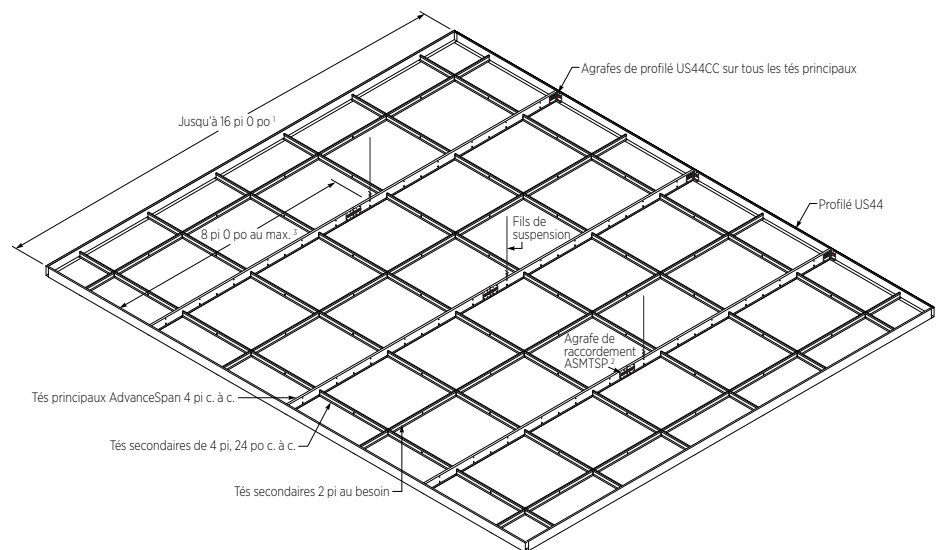 Agrafes de profilé US44CC sur tous les tés principaux
Jusqu'à 16 pi 0 po ¹
Profilé US44
Fils de
suspension
8 pi 0 po au max. ³
Agrafe de
raccordement
ASMTSP ²
Tés principaux AdvanceSpan 4 pi c. à c.
Tés secondaires de 4 pi, 24 po c. à c.
Tés secondaires 2 pi au besoin